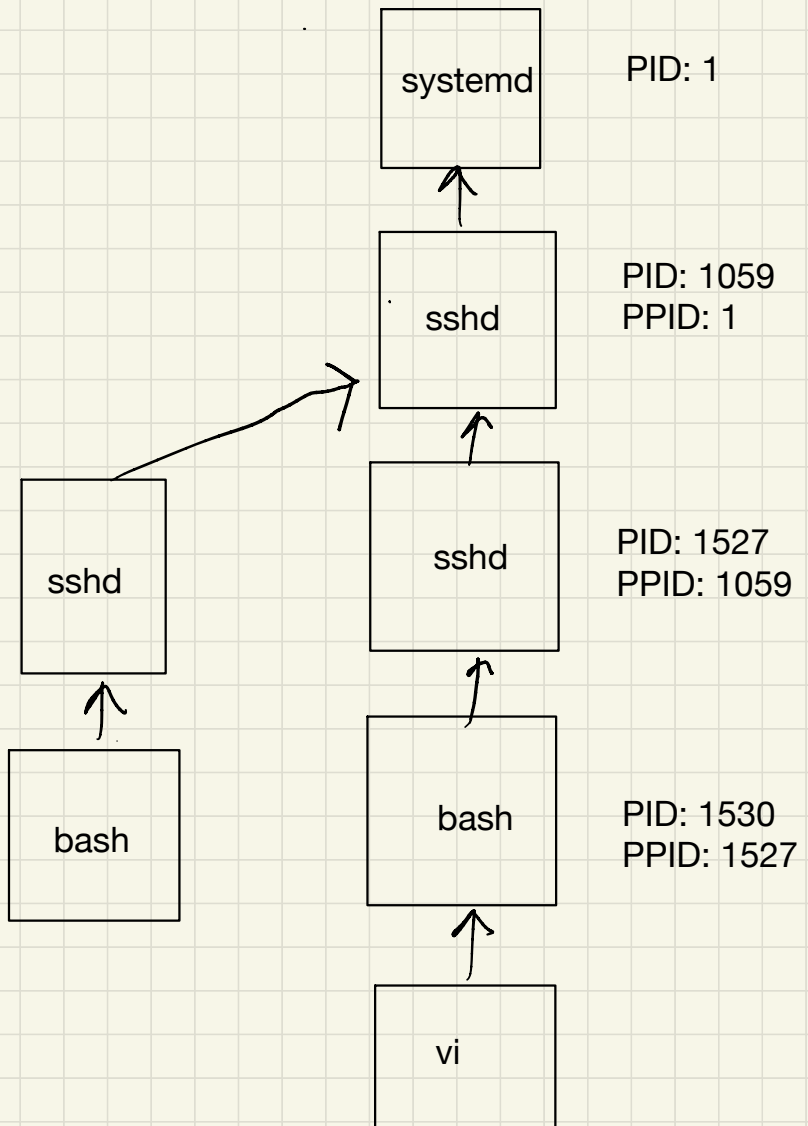 systemd
PID: 1
sshd
PID: 1059
PPID: 1
sshd
sshd
PID: 1527
PPID: 1059
bash
bash
PID: 1530
PPID: 1527
vi